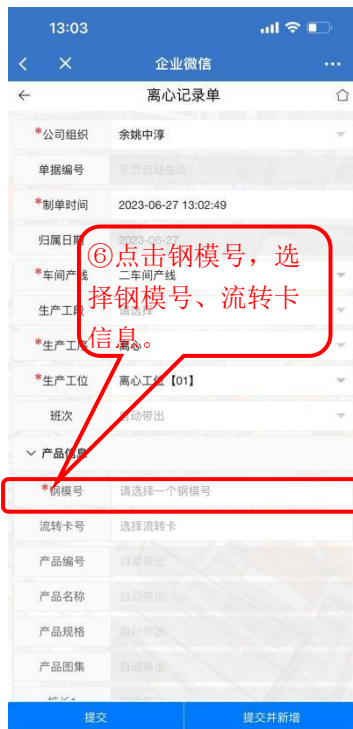 13:03
企业微信
离心记录单
*公司组织 余姚中淳
单据编号 系统自动生成
*制单时间 2023-06-27 13:02:49
归属日期 2023-06-27
*车间产线 二车间产线
生产工段 请选择
*生产工序 离心
*生产工位 离心工位【01】
班次 自动带出
⑥点击钢模号，选
择钢模号、流转卡
信息。
产品信息
*钢模号 请选择一个钢模号
流转卡号 选择流转卡
产品编号 自动带出
产品名称 自动带出
产品规格 自动带出
产品图集 自动带出
提交 提交并新增